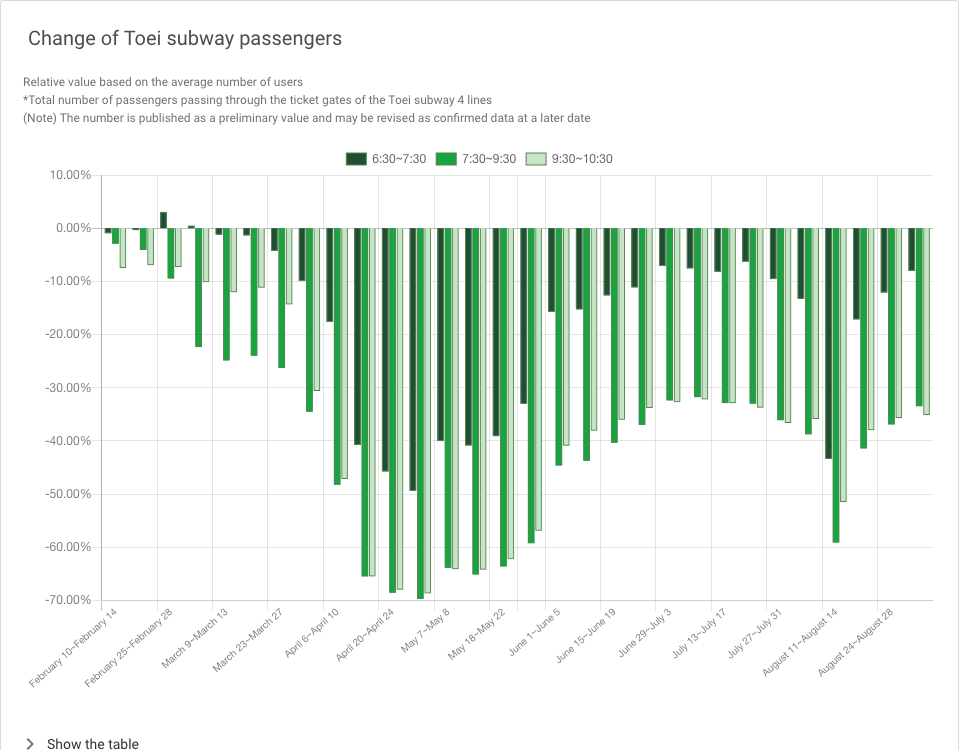 Change of Toei subway passengers
Relative value based on the average number of users
*Total number of passengers passing through the ticket gates of the Toei subway 4 lines
(Note) The number is published as a preliminary value and may be revised as confirmed data at a later date
6:30~7:30 7:30~9:30 9:30~10:30
10.00%
0.00%
-10.00%
-20.00%
-30.00%
-40.00%
-50.00%
-60.00%
-70.00%
February 10~February 14
February 25~February 28
March 9~March 13
March 23~March 27
April 6~April 10
April 20~April 24
May 7~May 8
May 18~May 22
June 1~June 5
June 15~June 19
June 29~July 3
July 13~July 17
July 27~July 31
August 11~August 14
August 24~August 28
Show the table